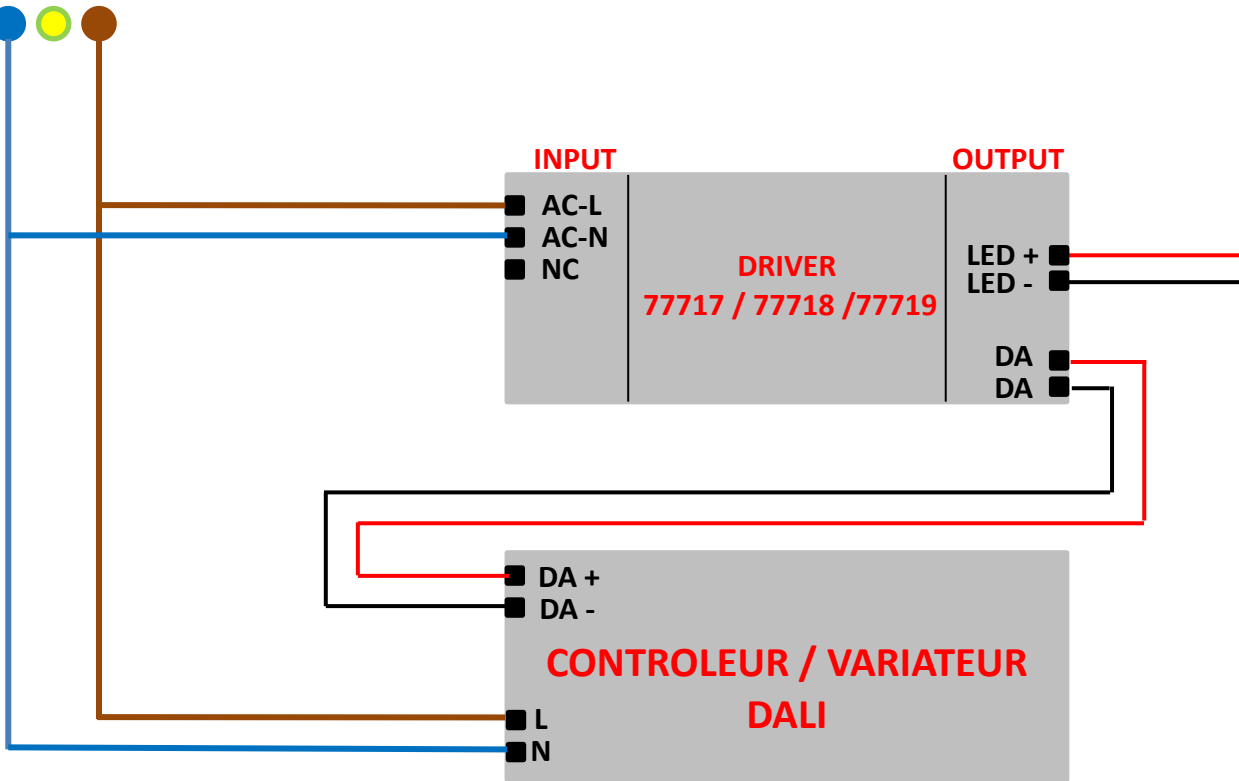 INPUT
OUTPUT
AC-L
AC-N
NC
DRIVER
77717 / 77718 /77719
LED +
LED -
DA
DA
DA +
DA -
CONTROLEUR / VARIATEUR
DALI
L
N